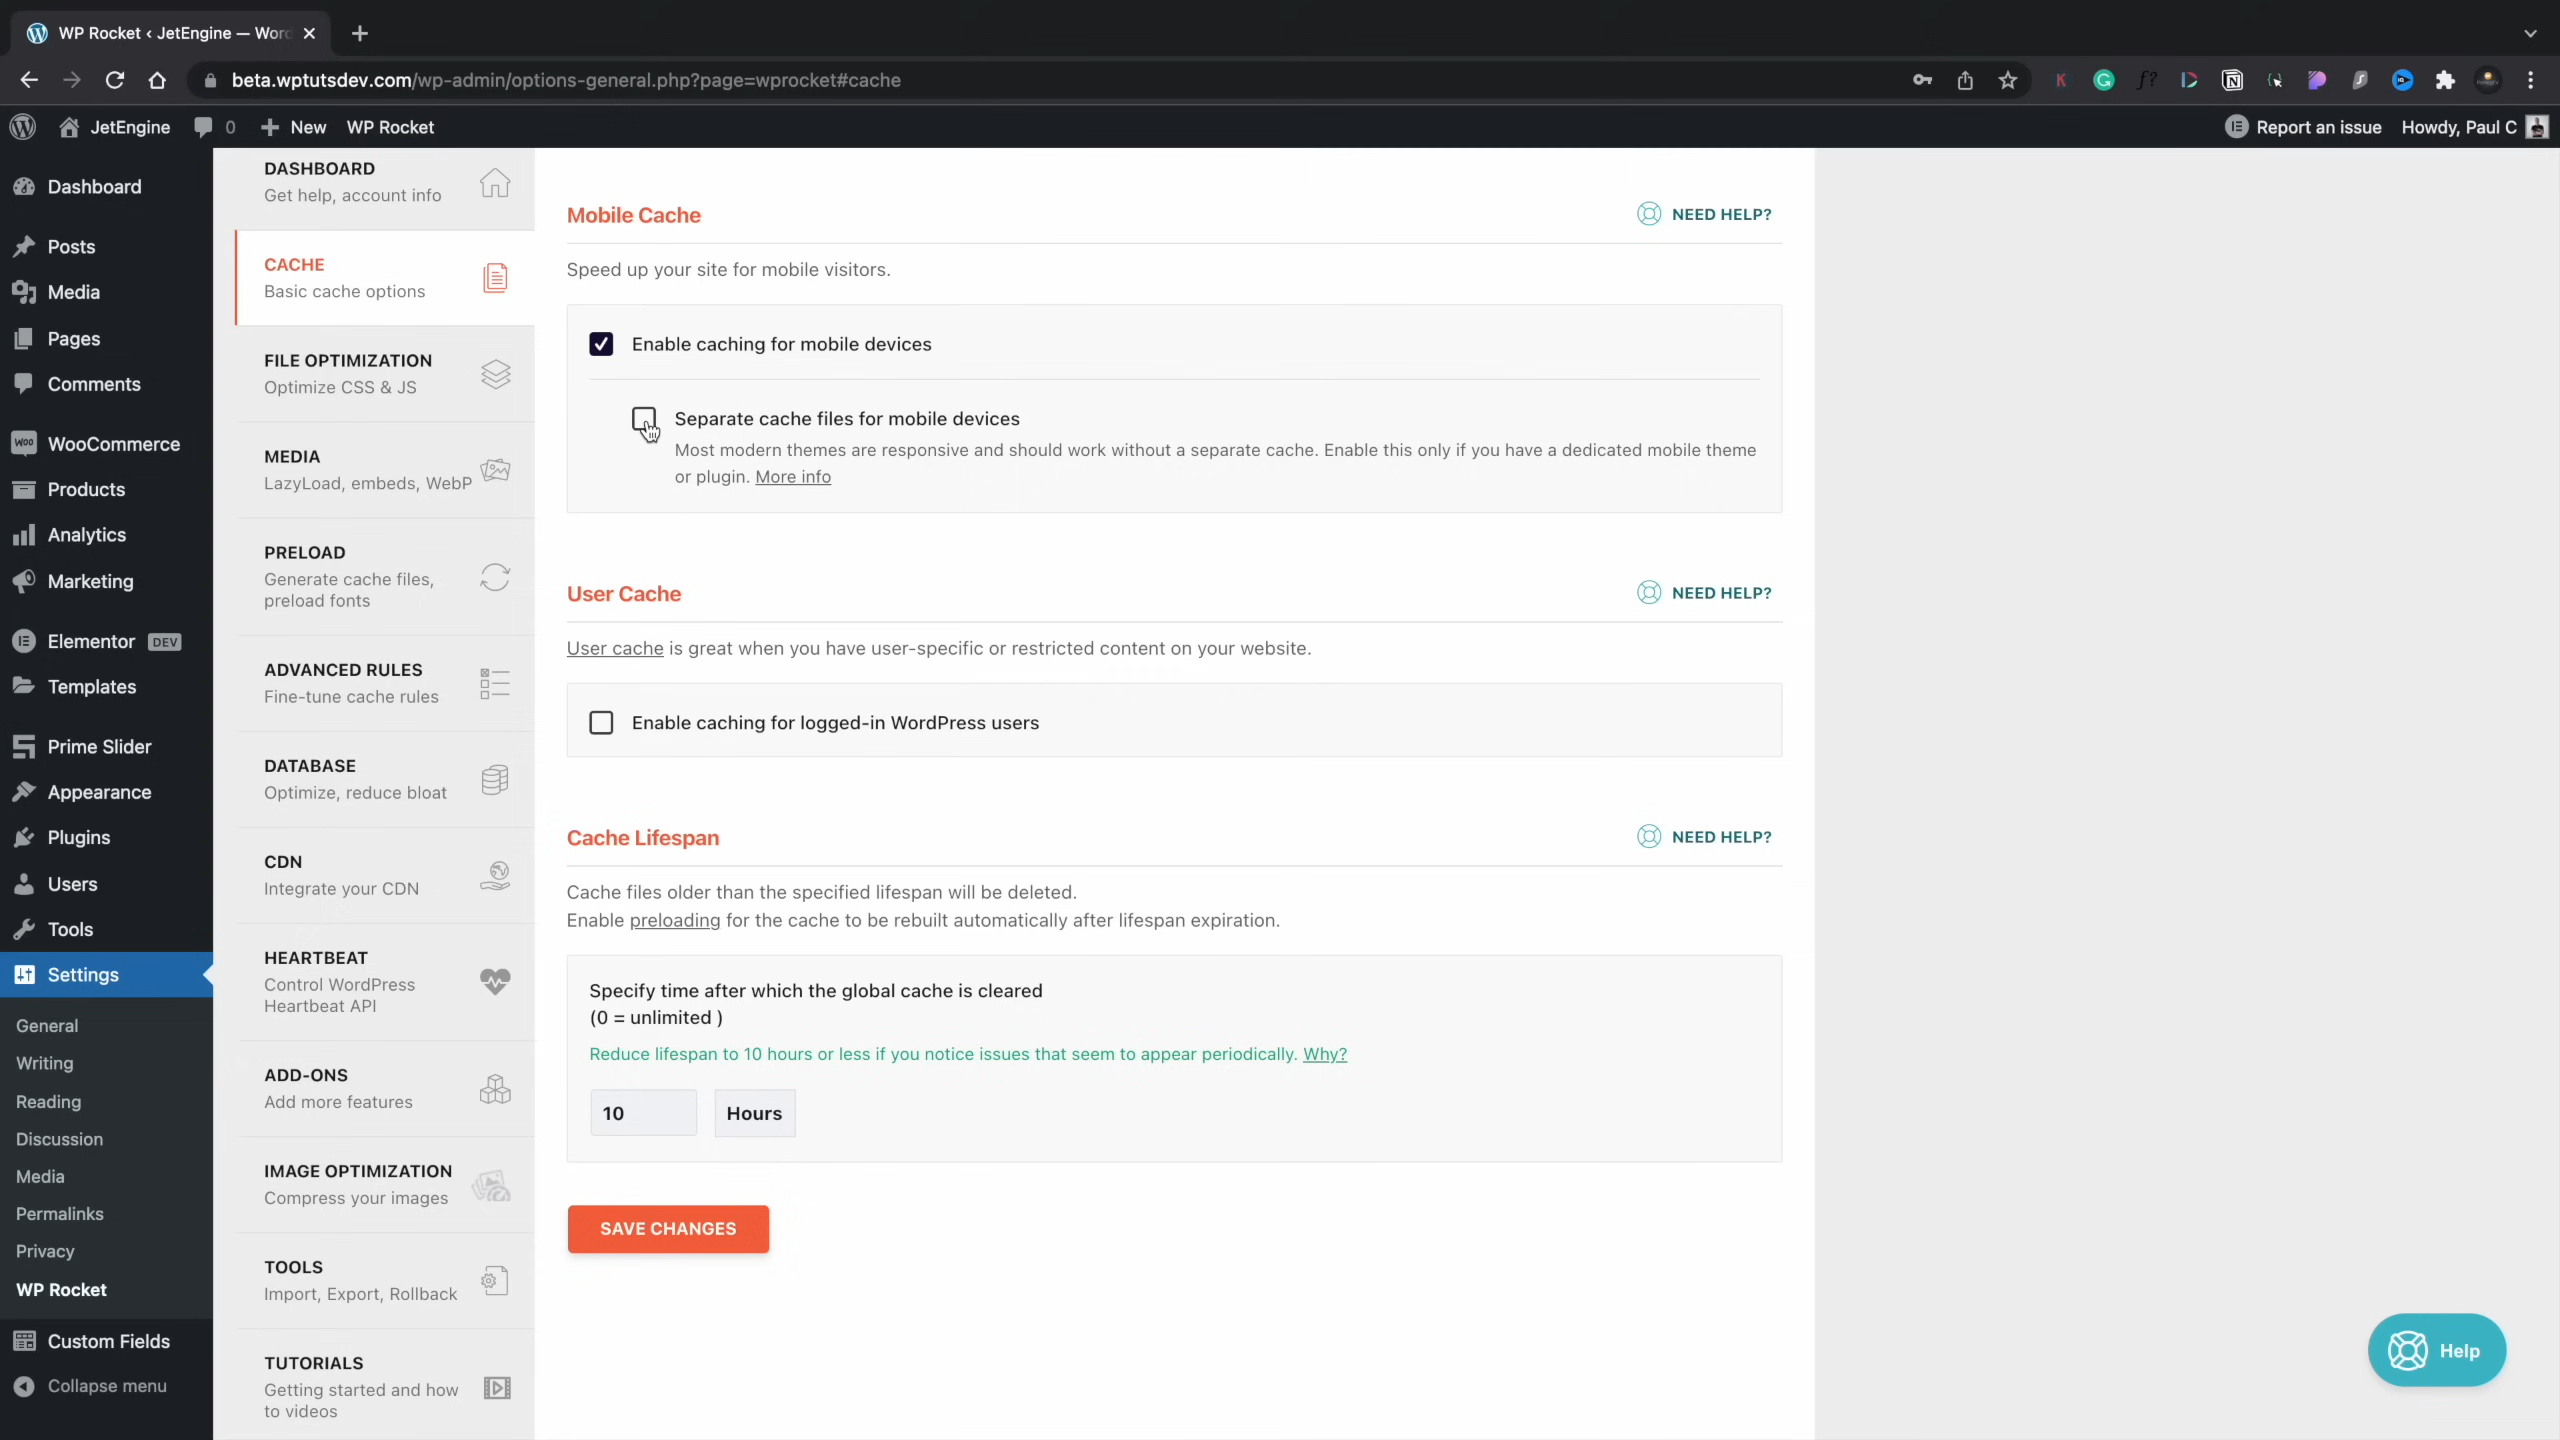 WP Rocket ‹ JetEngine — Wor
beta.wptutsdev.com/wp-admin/options-general.php?page=wprocket#cache
JetEngine
0
New
WP Rocket
Report an issue
Howdy, Paul C
Dashboard
Posts
Media
Pages
Comments
WooCommerce
Products
Analytics
Marketing
Elementor DEV
Templates
Prime Slider
Appearance
Plugins
Users
Tools
Settings
General
Writing
Reading
Discussion
Media
Permalinks
Privacy
WP Rocket
Custom Fields
Collapse menu
DASHBOARD
Get help, account info
CACHE
Basic cache options
FILE OPTIMIZATION
Optimize CSS & JS
MEDIA
LazyLoad, embeds, WebP
PRELOAD
Generate cache files,
preload fonts
ADVANCED RULES
Fine-tune cache rules
DATABASE
Optimize, reduce bloat
CDN
Integrate your CDN
HEARTBEAT
Control WordPress
Heartbeat API
ADD-ONS
Add more features
IMAGE OPTIMIZATION
Compress your images
TOOLS
Import, Export, Rollback
TUTORIALS
Getting started and how
to videos
Mobile Cache
NEED HELP?
Speed up your site for mobile visitors.
Enable caching for mobile devices
Separate cache files for mobile devices
Most modern themes are responsive and should work without a separate cache. Enable this only if you have a dedicated mobile theme
or plugin. More info
User Cache
NEED HELP?
User cache is great when you have user-specific or restricted content on your website.
Enable caching for logged-in WordPress users
Cache Lifespan
NEED HELP?
Cache files older than the specified lifespan will be deleted.
Enable preloading for the cache to be rebuilt automatically after lifespan expiration.
Specify time after which the global cache is cleared
(0 = unlimited )
Reduce lifespan to 10 hours or less if you notice issues that seem to appear periodically. Why?
10
Hours
SAVE CHANGES
Help